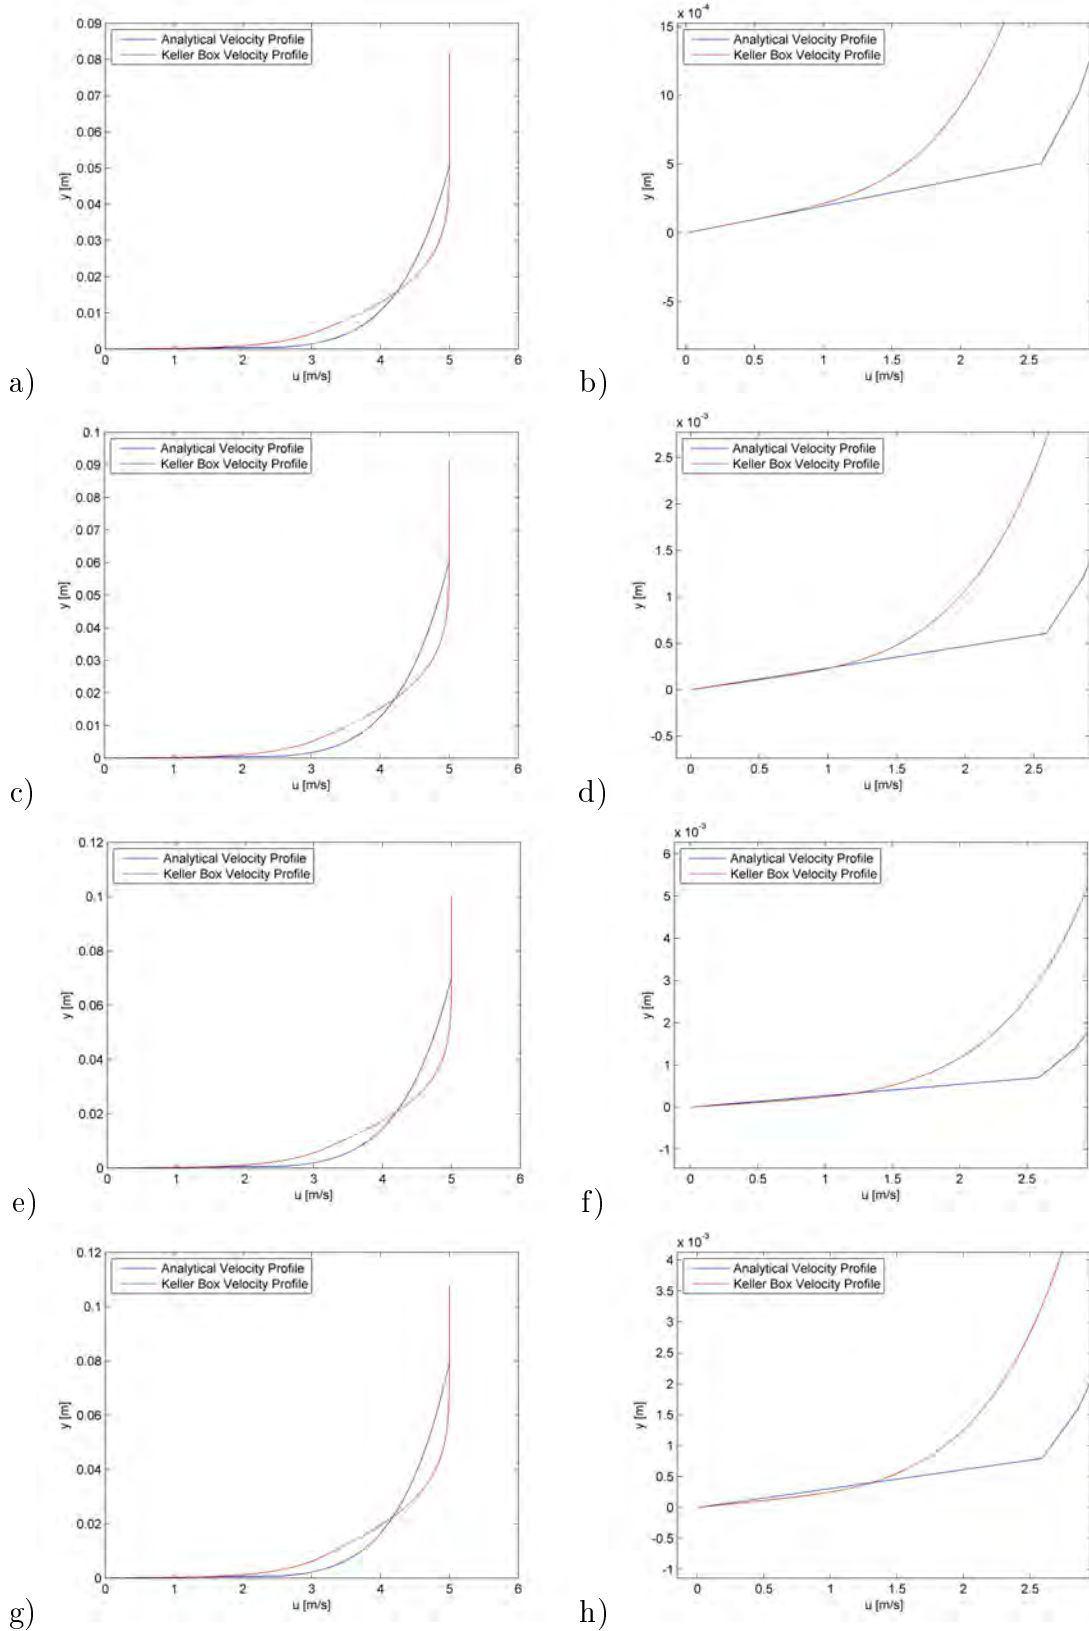 0.09
0.08
0.07
0.06
0.05
0.04
0.03
0.02
0.01
0
y [m]
Analytical Velocity Profile
Keller Box Velocity Profile
0 1 2 3 4 5 6
u [m/s]
a)
x 10-4
15
10
5
0
-5
y [m]
Analytical Velocity Profile
Keller Box Velocity Profile
0 0.5 1 1.5 2 2.5
u [m/s]
b)
0.1
0.09
0.08
0.07
0.06
0.05
0.04
0.03
0.02
0.01
0
y [m]
Analytical Velocity Profile
Keller Box Velocity Profile
0 1 2 3 4 5 6
u [m/s]
c)
x 10-3
2.5
2
1.5
1
0.5
0
-0.5
y [m]
Analytical Velocity Profile
Keller Box Velocity Profile
0 0.5 1 1.5 2 2.5
u [m/s]
d)
0.12
0.1
0.08
0.06
0.04
0.02
0
y [m]
Analytical Velocity Profile
Keller Box Velocity Profile
0 1 2 3 4 5 6
u [m/s]
e)
x 10-3
6
5
4
3
2
1
0
-1
y [m]
Analytical Velocity Profile
Keller Box Velocity Profile
0 0.5 1 1.5 2 2.5
u [m/s]
f)
0.12
0.1
0.08
0.06
0.04
0.02
0
y [m]
Analytical Velocity Profile
Keller Box Velocity Profile
0 1 2 3 4 5 6
u [m/s]
g)
x 10-3
4
3.5
3
2.5
2
1.5
1
0.5
0
-0.5
-1
y [m]
Analytical Velocity Profile
Keller Box Velocity Profile
0 0.5 1 1.5 2 2.5
u [m/s]
h)